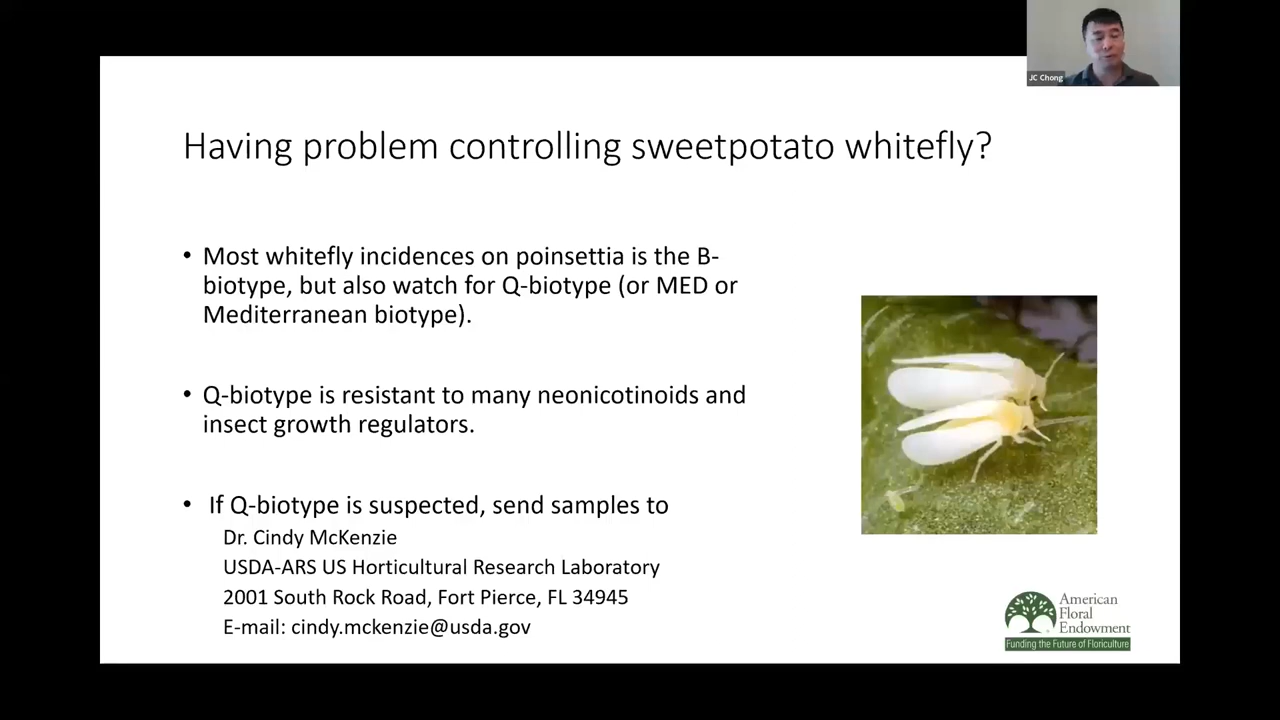 JC Chong
Having problem controlling sweetpotato whitefly?
• Most whitefly incidences on poinsettia is the B-
biotype, but also watch for Q-biotype (or MED or
Mediterranean biotype).
• Q-biotype is resistant to many neonicotinoids and
insect growth regulators.
• If Q-biotype is suspected, send samples to
Dr. Cindy McKenzie
USDA-ARS US Horticultural Research Laboratory
2001 South Rock Road, Fort Pierce, FL 34945
E-mail: cindy.mckenzie@usda.gov
American
Floral
Endowment
Funding the Future of Floriculture